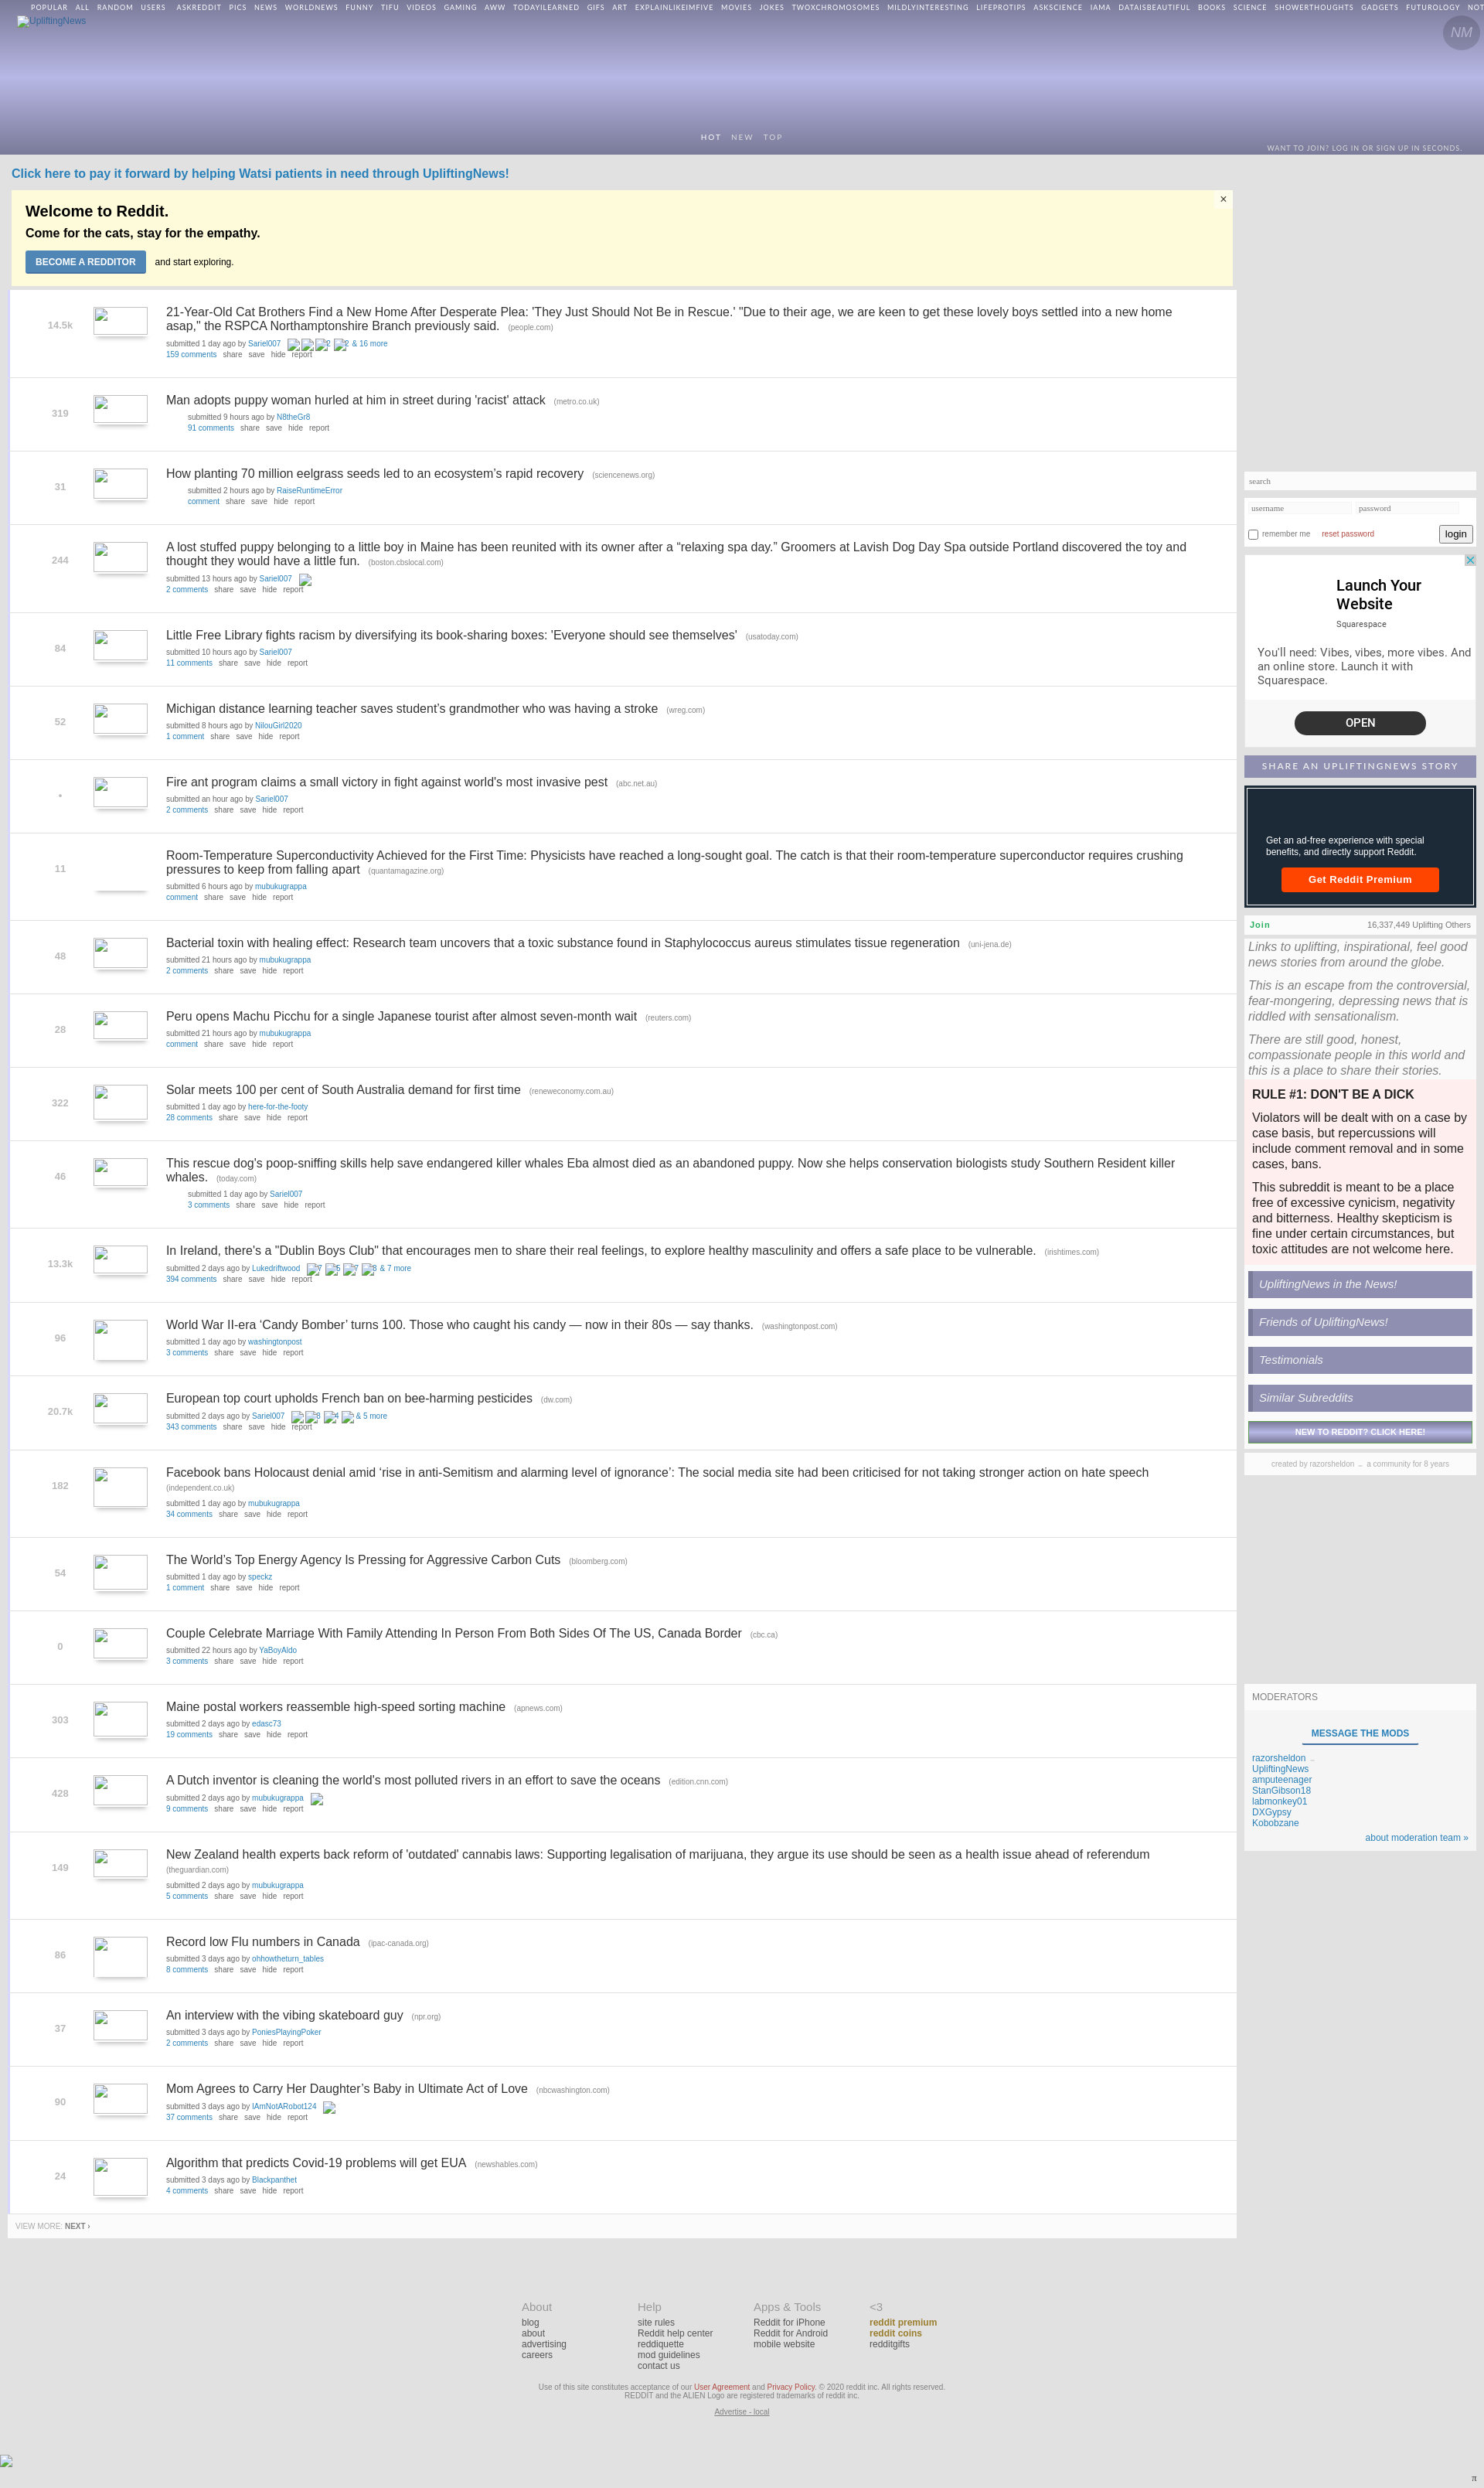 POPULAR ALL RANDOM USERS ASKREDDIT PICS NEWS WORLDNEWS FUNNY TIFU VIDEOS GAMING AWW TODAYILEARNED GIFS ART EXPLAINLIKEIMFIVE MOVIES JOKES TWOXCHROMOSOMES MILDLYINTERESTING LIFEPROTIPS ASKSCIENCE IAMA DATAISBEAUTIFUL BOOKS SCIENCE SHOWERTHOUGHTS GADGETS FUTUROLOGY NOT
UpliftingNews
NM
HOT NEW TOP
WANT TO JOIN? LOG IN OR SIGN UP IN SECONDS.
Click here to pay it forward by helping Watsi patients in need through UpliftingNews!
Welcome to Reddit. ×
Come for the cats, stay for the empathy.
BECOME A REDDITOR and start exploring.
14.5k
21-Year-Old Cat Brothers Find a New Home After Desperate Plea: 'They Just Should Not Be in Rescue.' "Due to their age, we are keen to get these lovely boys settled into a new home
asap," the RSPCA Northamptonshire Branch previously said. (people.com)
submitted 1 day ago by Sariel007 2 2 & 16 more
159 comments share save hide report
319
Man adopts puppy woman hurled at him in street during 'racist' attack (metro.co.uk)
submitted 9 hours ago by N8theGr8
91 comments share save hide report
31
How planting 70 million eelgrass seeds led to an ecosystem’s rapid recovery (sciencenews.org)
submitted 2 hours ago by RaiseRuntimeError
comment share save hide report
244
A lost stuffed puppy belonging to a little boy in Maine has been reunited with its owner after a “relaxing spa day.” Groomers at Lavish Dog Day Spa outside Portland discovered the toy and
thought they would have a little fun. (boston.cbslocal.com)
submitted 13 hours ago by Sariel007
2 comments share save hide report
84
Little Free Library fights racism by diversifying its book-sharing boxes: 'Everyone should see themselves' (usatoday.com)
submitted 10 hours ago by Sariel007
11 comments share save hide report
52
Michigan distance learning teacher saves student’s grandmother who was having a stroke (wreg.com)
submitted 8 hours ago by NilouGirl2020
1 comment share save hide report
•
Fire ant program claims a small victory in fight against world's most invasive pest (abc.net.au)
submitted an hour ago by Sariel007
2 comments share save hide report
11
Room-Temperature Superconductivity Achieved for the First Time: Physicists have reached a long-sought goal. The catch is that their room-temperature superconductor requires crushing
pressures to keep from falling apart (quantamagazine.org)
submitted 6 hours ago by mubukugrappa
comment share save hide report
48
Bacterial toxin with healing effect: Research team uncovers that a toxic substance found in Staphylococcus aureus stimulates tissue regeneration (uni-jena.de)
submitted 21 hours ago by mubukugrappa
2 comments share save hide report
28
Peru opens Machu Picchu for a single Japanese tourist after almost seven-month wait (reuters.com)
submitted 21 hours ago by mubukugrappa
comment share save hide report
322
Solar meets 100 per cent of South Australia demand for first time (reneweconomy.com.au)
submitted 1 day ago by here-for-the-footy
28 comments share save hide report
46
This rescue dog's poop-sniffing skills help save endangered killer whales Eba almost died as an abandoned puppy. Now she helps conservation biologists study Southern Resident killer
whales. (today.com)
submitted 1 day ago by Sariel007
3 comments share save hide report
13.3k
In Ireland, there's a "Dublin Boys Club" that encourages men to share their real feelings, to explore healthy masculinity and offers a safe place to be vulnerable. (irishtimes.com)
submitted 2 days ago by Lukedriftwood 7 5 7 8 & 7 more
394 comments share save hide report
96
World War II-era ‘Candy Bomber’ turns 100. Those who caught his candy — now in their 80s — say thanks. (washingtonpost.com)
submitted 1 day ago by washingtonpost
3 comments share save hide report
20.7k
European top court upholds French ban on bee-harming pesticides (dw.com)
submitted 2 days ago by Sariel007 3 4 & 5 more
343 comments share save hide report
182
Facebook bans Holocaust denial amid ‘rise in anti-Semitism and alarming level of ignorance’: The social media site had been criticised for not taking stronger action on hate speech
(independent.co.uk)
submitted 1 day ago by mubukugrappa
34 comments share save hide report
54
The World’s Top Energy Agency Is Pressing for Aggressive Carbon Cuts (bloomberg.com)
submitted 1 day ago by speckz
1 comment share save hide report
0
Couple Celebrate Marriage With Family Attending In Person From Both Sides Of The US, Canada Border (cbc.ca)
submitted 22 hours ago by YaBoyAldo
3 comments share save hide report
303
Maine postal workers reassemble high-speed sorting machine (apnews.com)
submitted 2 days ago by edasc73
19 comments share save hide report
428
A Dutch inventor is cleaning the world's most polluted rivers in an effort to save the oceans (edition.cnn.com)
submitted 2 days ago by mubukugrappa
9 comments share save hide report
149
New Zealand health experts back reform of 'outdated' cannabis laws: Supporting legalisation of marijuana, they argue its use should be seen as a health issue ahead of referendum
(theguardian.com)
submitted 2 days ago by mubukugrappa
5 comments share save hide report
86
Record low Flu numbers in Canada (ipac-canada.org)
submitted 3 days ago by ohhowtheturn_tables
8 comments share save hide report
37
An interview with the vibing skateboard guy (npr.org)
submitted 3 days ago by PoniesPlayingPoker
2 comments share save hide report
90
Mom Agrees to Carry Her Daughter’s Baby in Ultimate Act of Love (nbcwashington.com)
submitted 3 days ago by IAmNotARobot124
37 comments share save hide report
24
Algorithm that predicts Covid-19 problems will get EUA (newshables.com)
submitted 3 days ago by Blackpanthet
4 comments share save hide report
VIEW MORE: NEXT ›
search
username password
remember me reset password login
Launch Your
Website
Squarespace
You'll need: Vibes, vibes, more vibes. And
an online store. Launch it with
Squarespace.
OPEN
SHARE AN UPLIFTINGNEWS STORY
Get an ad-free experience with special
benefits, and directly support Reddit.
Get Reddit Premium
Join 16,337,449 Uplifting Others
Links to uplifting, inspirational, feel good
news stories from around the globe.
This is an escape from the controversial,
fear-mongering, depressing news that is
riddled with sensationalism.
There are still good, honest,
compassionate people in this world and
this is a place to share their stories.
RULE #1: DON'T BE A DICK
Violators will be dealt with on a case by
case basis, but repercussions will
include comment removal and in some
cases, bans.
This subreddit is meant to be a place
free of excessive cynicism, negativity
and bitterness. Healthy skepticism is
fine under certain circumstances, but
toxic attitudes are not welcome here.
UpliftingNews in the News!
Friends of UpliftingNews!
Testimonials
Similar Subreddits
NEW TO REDDIT? CLICK HERE!
created by razorsheldon a community for 8 years
MODERATORS
MESSAGE THE MODS
razorsheldon
UpliftingNews
amputeenager
StanGibson18
labmonkey01
DXGypsy
Kobobzane
about moderation team »
About
blog
about
advertising
careers
Help
site rules
Reddit help center
reddiquette
mod guidelines
contact us
Apps & Tools
Reddit for iPhone
Reddit for Android
mobile website
<3
reddit premium
reddit coins
redditgifts
Use of this site constitutes acceptance of our User Agreement and Privacy Policy. © 2020 reddit inc. All rights reserved.
REDDIT and the ALIEN Logo are registered trademarks of reddit inc.
Advertise - local
π